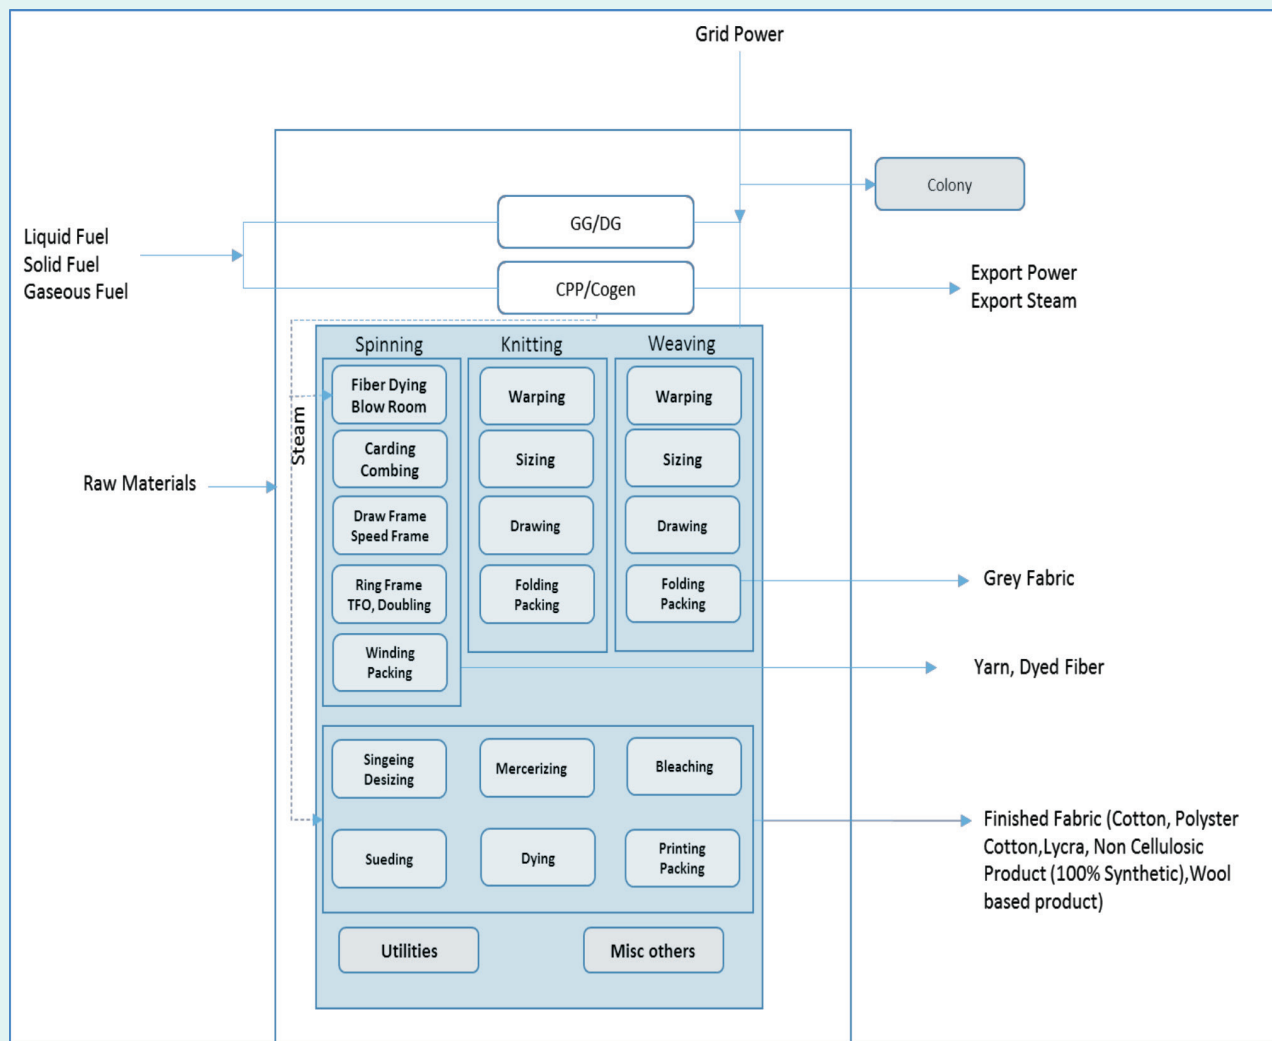 Grid Power
Colony
GG/DG
Liquid Fuel
Solid Fuel
Gaseous Fuel
CPP/Cogen
Export Power
Export Steam
Spinning
Knitting
Weaving
Fiber Dying
Blow Room
Warping
Warping
Steam
Carding
Combing
Sizing
Sizing
Raw Materials
Draw Frame
Speed Frame
Drawing
Drawing
Ring Frame
TFO, Doubling
Folding
Packing
Folding
Packing
Grey Fabric
Winding
Packing
Yarn, Dyed Fiber
Singeing
Desizing
Mercerizing
Bleaching
Sueding
Dying
Printing
Packing
Finished Fabric (Cotton, Polyster
Cotton,Lycra, Non Cellulosic
Product (100% Synthetic),Wool
based product)
Utilities
Misc others